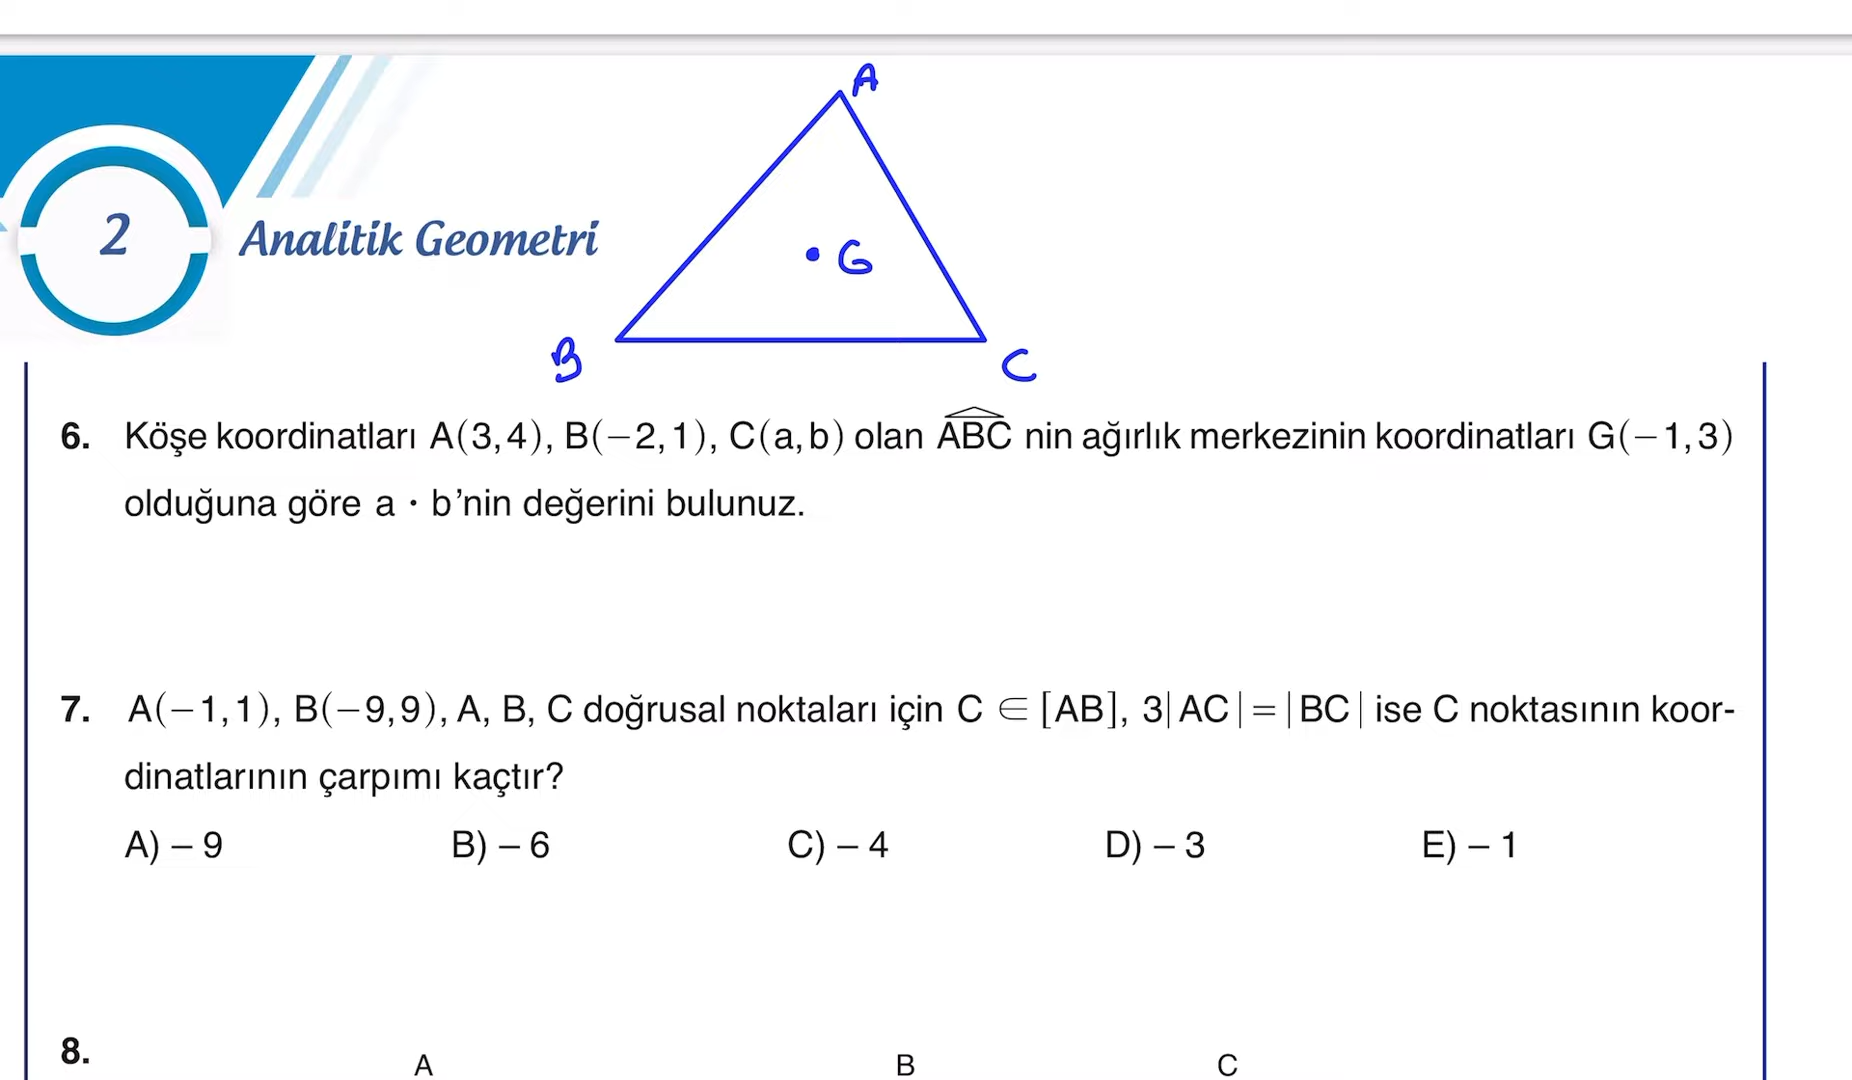 A
2
Analitik Geometri
G
B
C
6. Köşe koordinatları A(3,4), B(−2,1), C(a,b) olan ABC nin ağırlık merkezinin koordinatları G(−1,3)
olduğuna göre a · b’nin değerini bulunuz.
7. A(−1,1), B(−9,9), A, B, C doğrusal noktaları için C ∈ [AB], 3|AC|=|BC| ise C noktasının koor-
dinatlarının çarpımı kaçtır?
A) – 9 B) – 6 C) – 4 D) – 3 E) – 1
8.
A B C